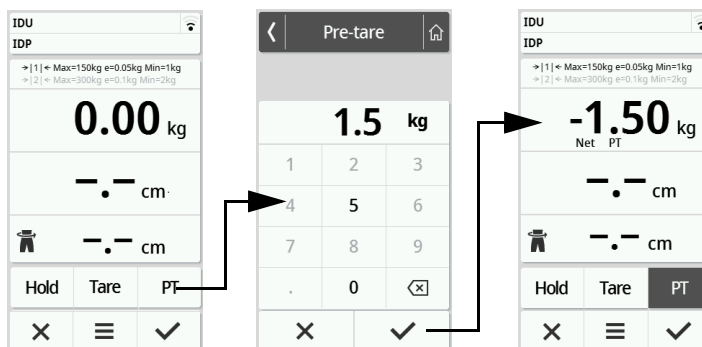 IDU
IDP
→|1|← Max=150kg e=0.05kg Min=1kg
→|2|← Max=300kg e=0.1kg Min=2kg
0.00 kg
-.- cm
-.- cm
Hold Tare PT
Pre-tare
1.5 kg
1 2 3
4 5 6
7 8 9
. 0
IDU
IDP
→|1|← Max=150kg e=0.05kg Min=1kg
→|2|← Max=300kg e=0.1kg Min=2kg
-1.50 kg
Net PT
-.- cm
-.- cm
Hold Tare PT